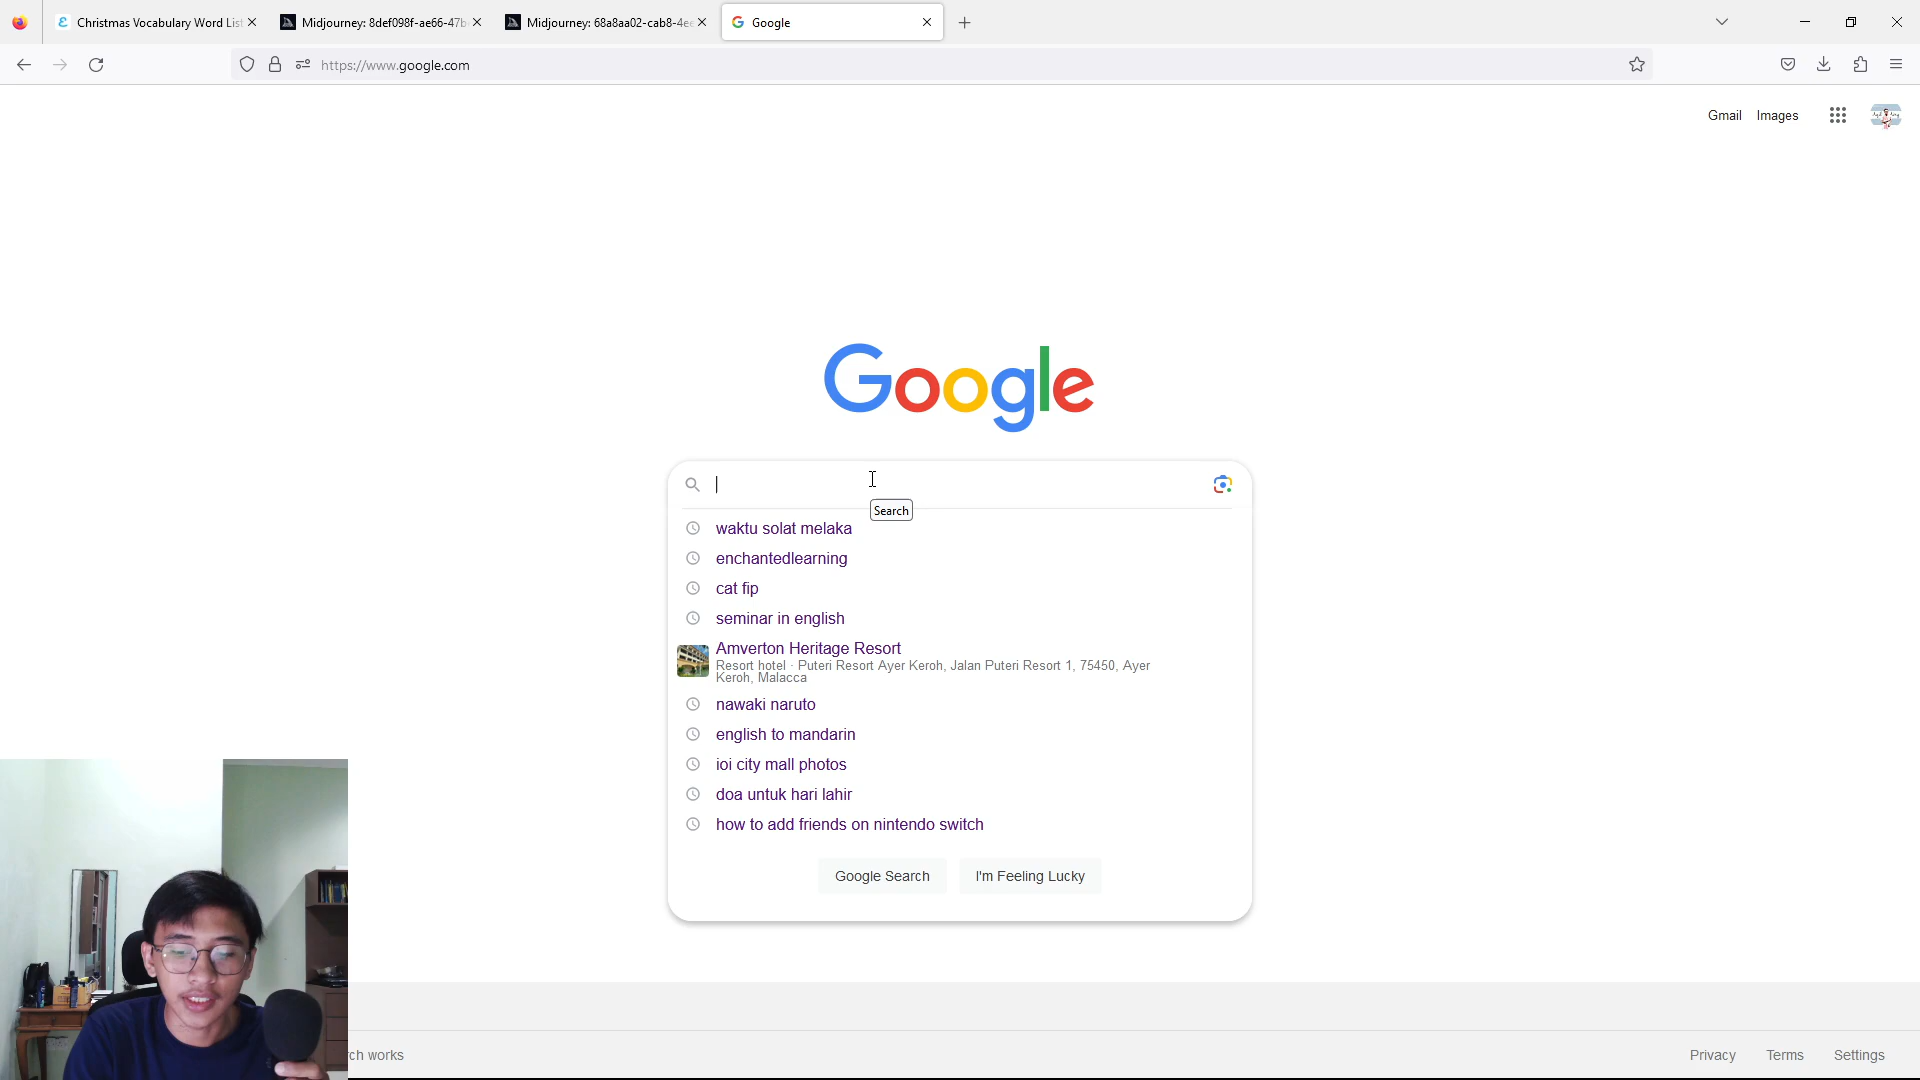 Christmas Vocabulary Word List
Midjourney: 8def098f-ae66-47b
Midjourney: 68a8aa02-cab8-4ee
Google
https://www.google.com
Gmail
Images
Google
Search
waktu solat melaka
enchantedlearning
cat fip
seminar in english
Amverton Heritage Resort
Resort hotel · Puteri Resort Ayer Keroh, Jalan Puteri Resort 1, 75450, Ayer
Keroh, Malacca
nawaki naruto
english to mandarin
ioi city mall photos
doa untuk hari lahir
how to add friends on nintendo switch
Google Search
I'm Feeling Lucky
rch works
Privacy
Terms
Settings